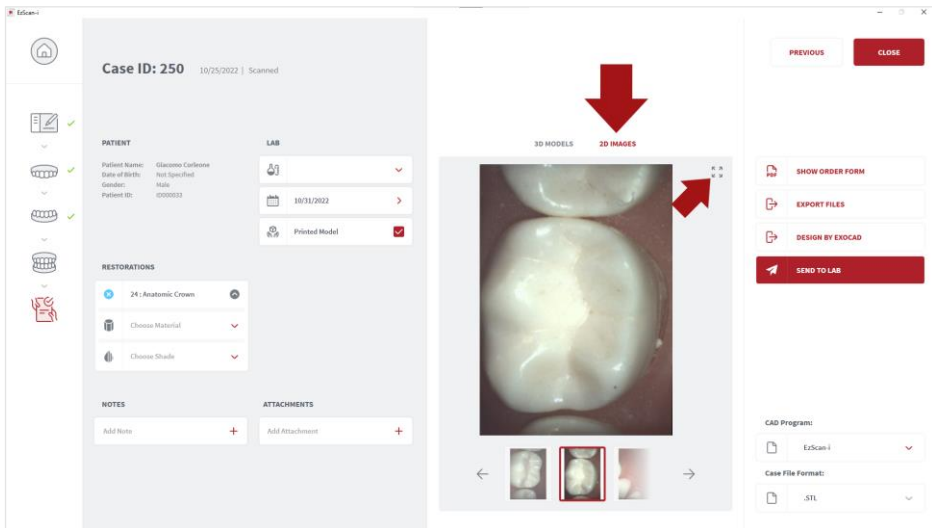 EzScan-i
PREVIOUS
CLOSE
Case ID: 250 10/25/2022 | Scanned
PATIENT
Patient Name: Giacomo Corleone
Date of Birth: Not Specified
Gender: Male
Patient ID: ID000033
LAB
10/31/2022
Printed Model
RESTORATIONS
24 : Anatomic Crown
Choose Material
Choose Shade
NOTES
Add Note
ATTACHMENTS
Add Attachment
3D MODELS 2D IMAGES
PDF SHOW ORDER FORM
EXPORT FILES
DESIGN BY EXOCAD
SEND TO LAB
CAD Program:
EzScan-i
Case File Format:
.STL